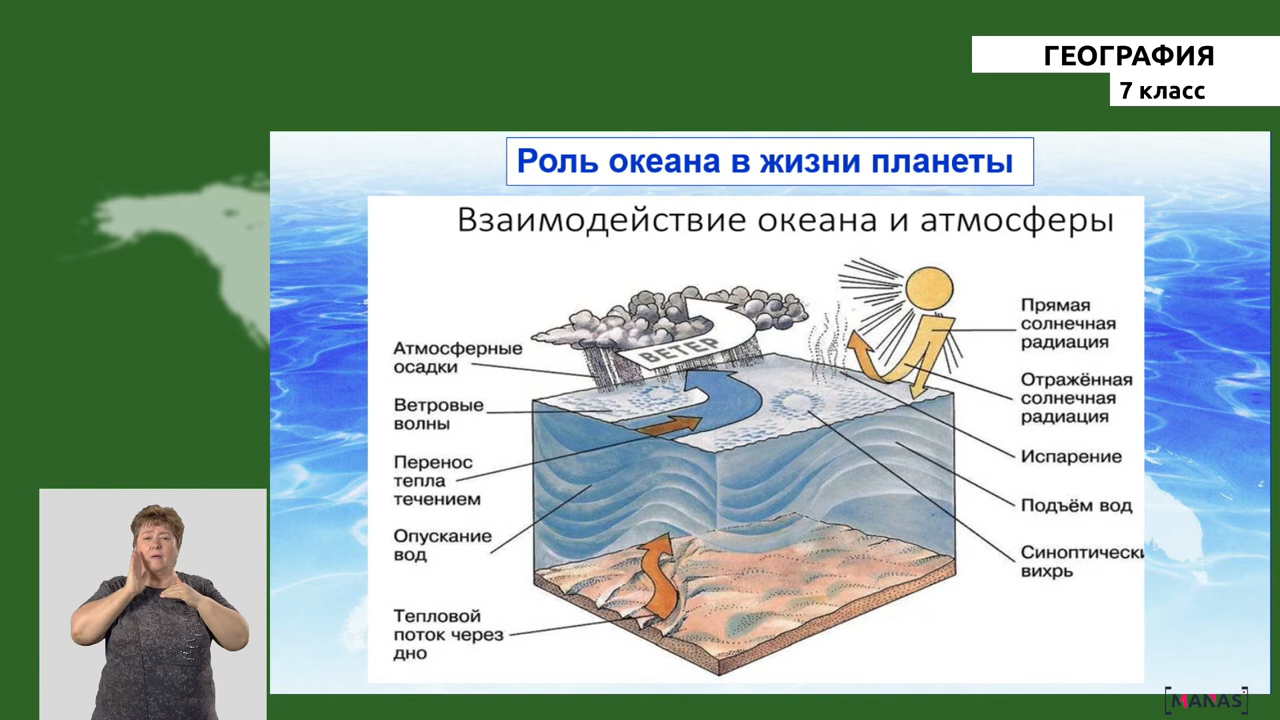 ГЕОГРАФИЯ
7 класс
Роль океана в жизни планеты
Взаимодействие океана и атмосферы
Атмосферные
осадки
Ветровые
волны
Перенос
тепла
течением
Опускание
вод
Тепловой
поток через
дно
ВЕТЕР
Прямая
солнечная
радиация
Отражённая
солнечная
радиация
Испарение
Подъём вод
Синоптически
вихрь
[MANAS]